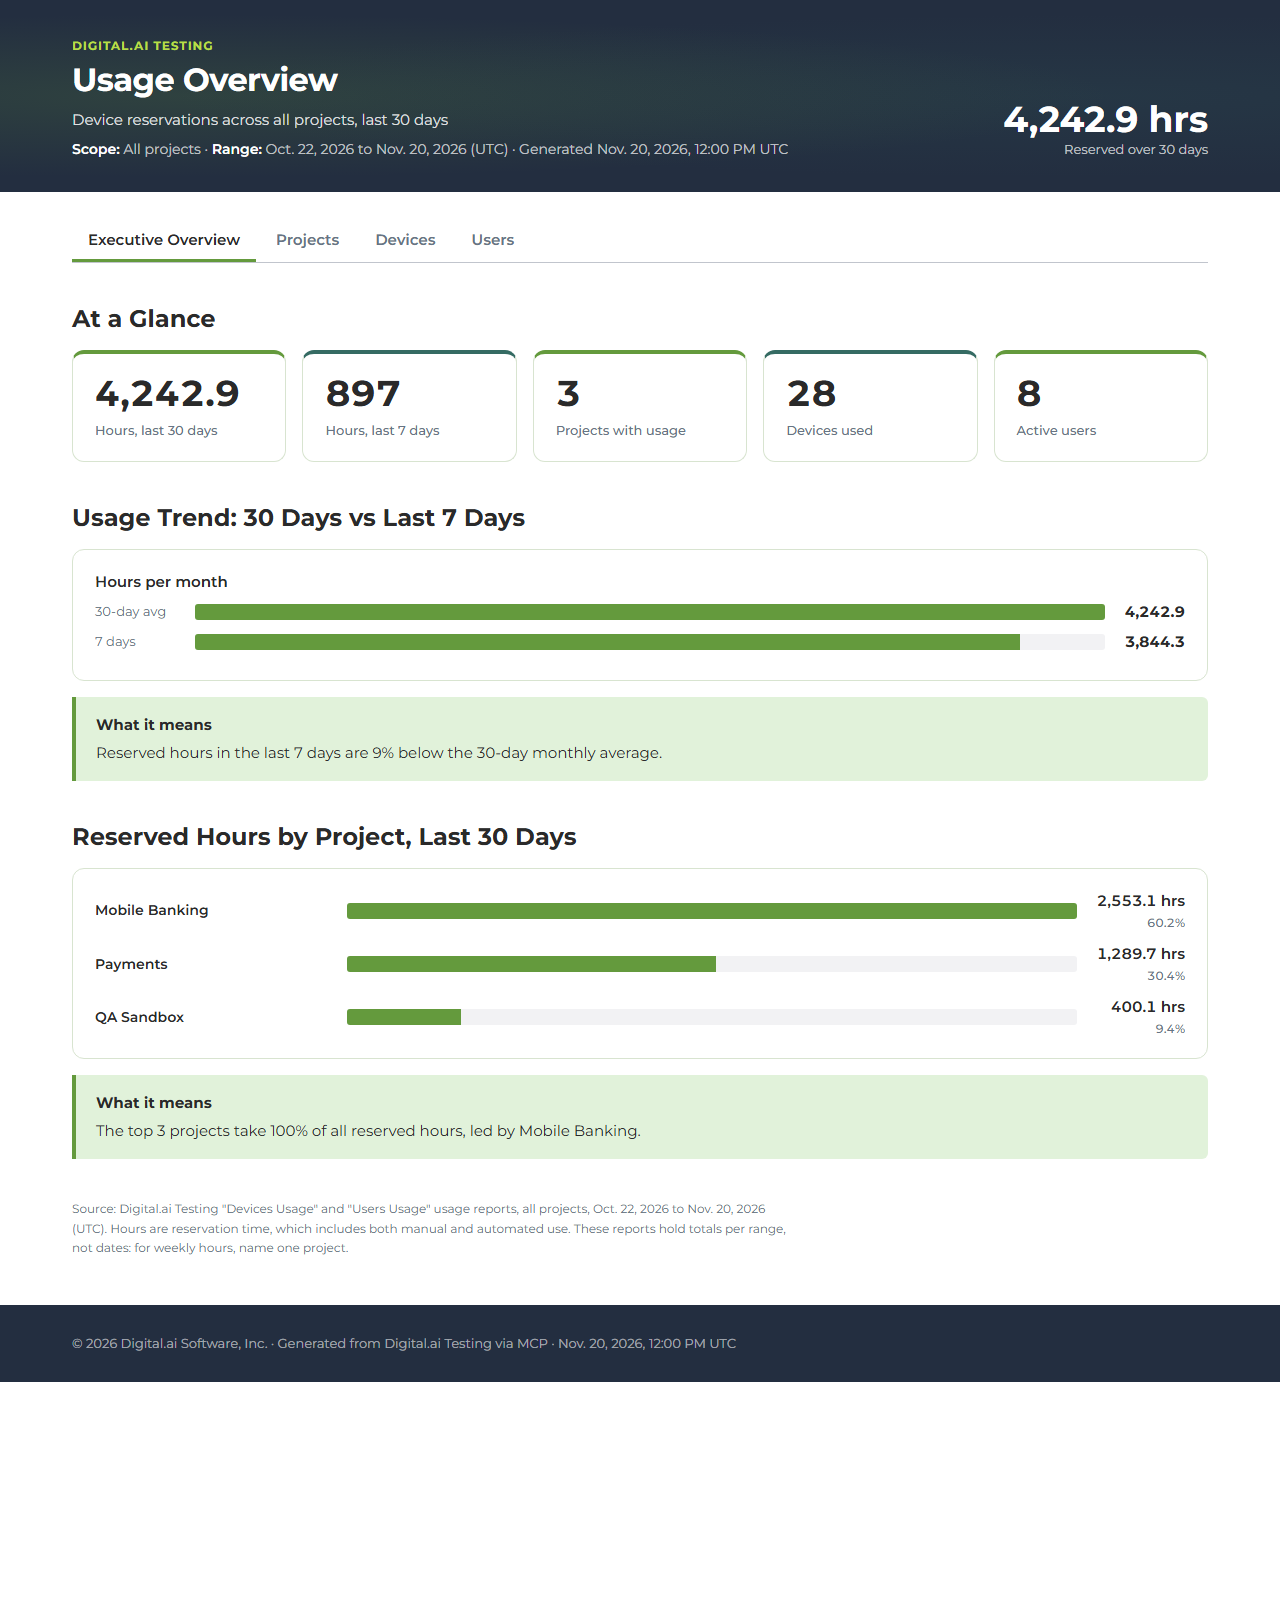 DIGITAL.AI TESTING
Usage Overview
Device reservations across all projects, last 30 days
Scope: All projects · Range: Oct. 22, 2026 to Nov. 20, 2026 (UTC) · Generated Nov. 20, 2026, 12:00 PM UTC
4,242.9 hrs
Reserved over 30 days
Executive Overview Projects Devices Users
At a Glance
4,242.9
Hours, last 30 days
897
Hours, last 7 days
3
Projects with usage
28
Devices used
8
Active users
Usage Trend: 30 Days vs Last 7 Days
Hours per month
30-day avg 4,242.9
7 days 3,844.3
What it means
Reserved hours in the last 7 days are 9% below the 30-day monthly average.
Reserved Hours by Project, Last 30 Days
Mobile Banking 2,553.1 hrs
60.2%
Payments 1,289.7 hrs
30.4%
QA Sandbox 400.1 hrs
9.4%
What it means
The top 3 projects take 100% of all reserved hours, led by Mobile Banking.
Source: Digital.ai Testing "Devices Usage" and "Users Usage" usage reports, all projects, Oct. 22, 2026 to Nov. 20, 2026
(UTC). Hours are reservation time, which includes both manual and automated use. These reports hold totals per range,
not dates: for weekly hours, name one project.
© 2026 Digital.ai Software, Inc. · Generated from Digital.ai Testing via MCP · Nov. 20, 2026, 12:00 PM UTC